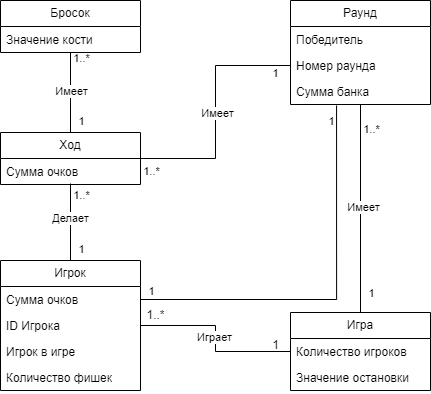 Бросок
Значение кости
1..*
Имеет
1
Ход
Сумма очков
1..*
1..*
Делает
1
Игрок
Сумма очков
ID Игрока
Игрок в игре
Количество фишек
Раунд
Победитель
Номер раунда
Сумма банка
1
Имеет
1
1..*
Имеет
1
1
1..*
Играет
1
Игра
Количество игроков
Значение остановки